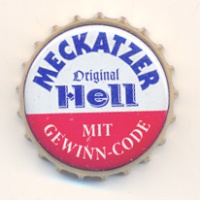 MECKATZER
Original
Hell
MIT
GEWINN-CODE